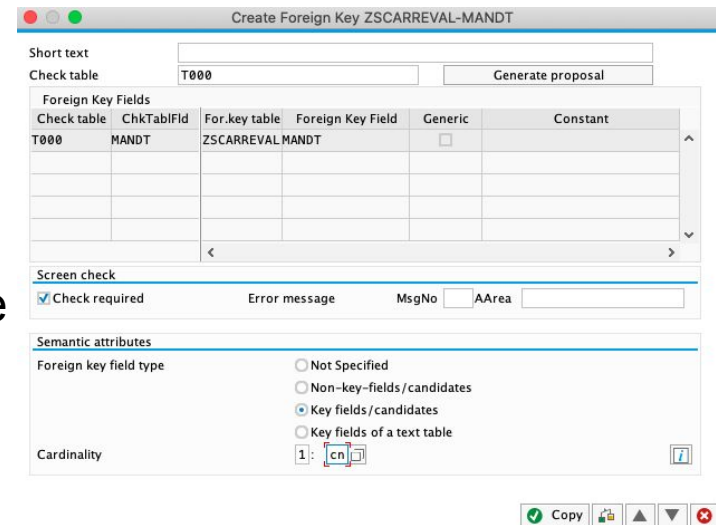 Create Foreign Key ZSCARREVAL-MANDT
Short text
Check table T000 Generate proposal
Foreign Key Fields
Check table ChkTablFld For.key table Foreign Key Field Generic Constant
T000 MANDT ZSCARREVAL MANDT
Screen check
e
Check required Error message MsgNo AArea
Semantic attributes
Foreign key field type Not Specified
Non-key-fields/candidates
Key fields/candidates
Key fields of a text table
Cardinality 1: cn
Copy